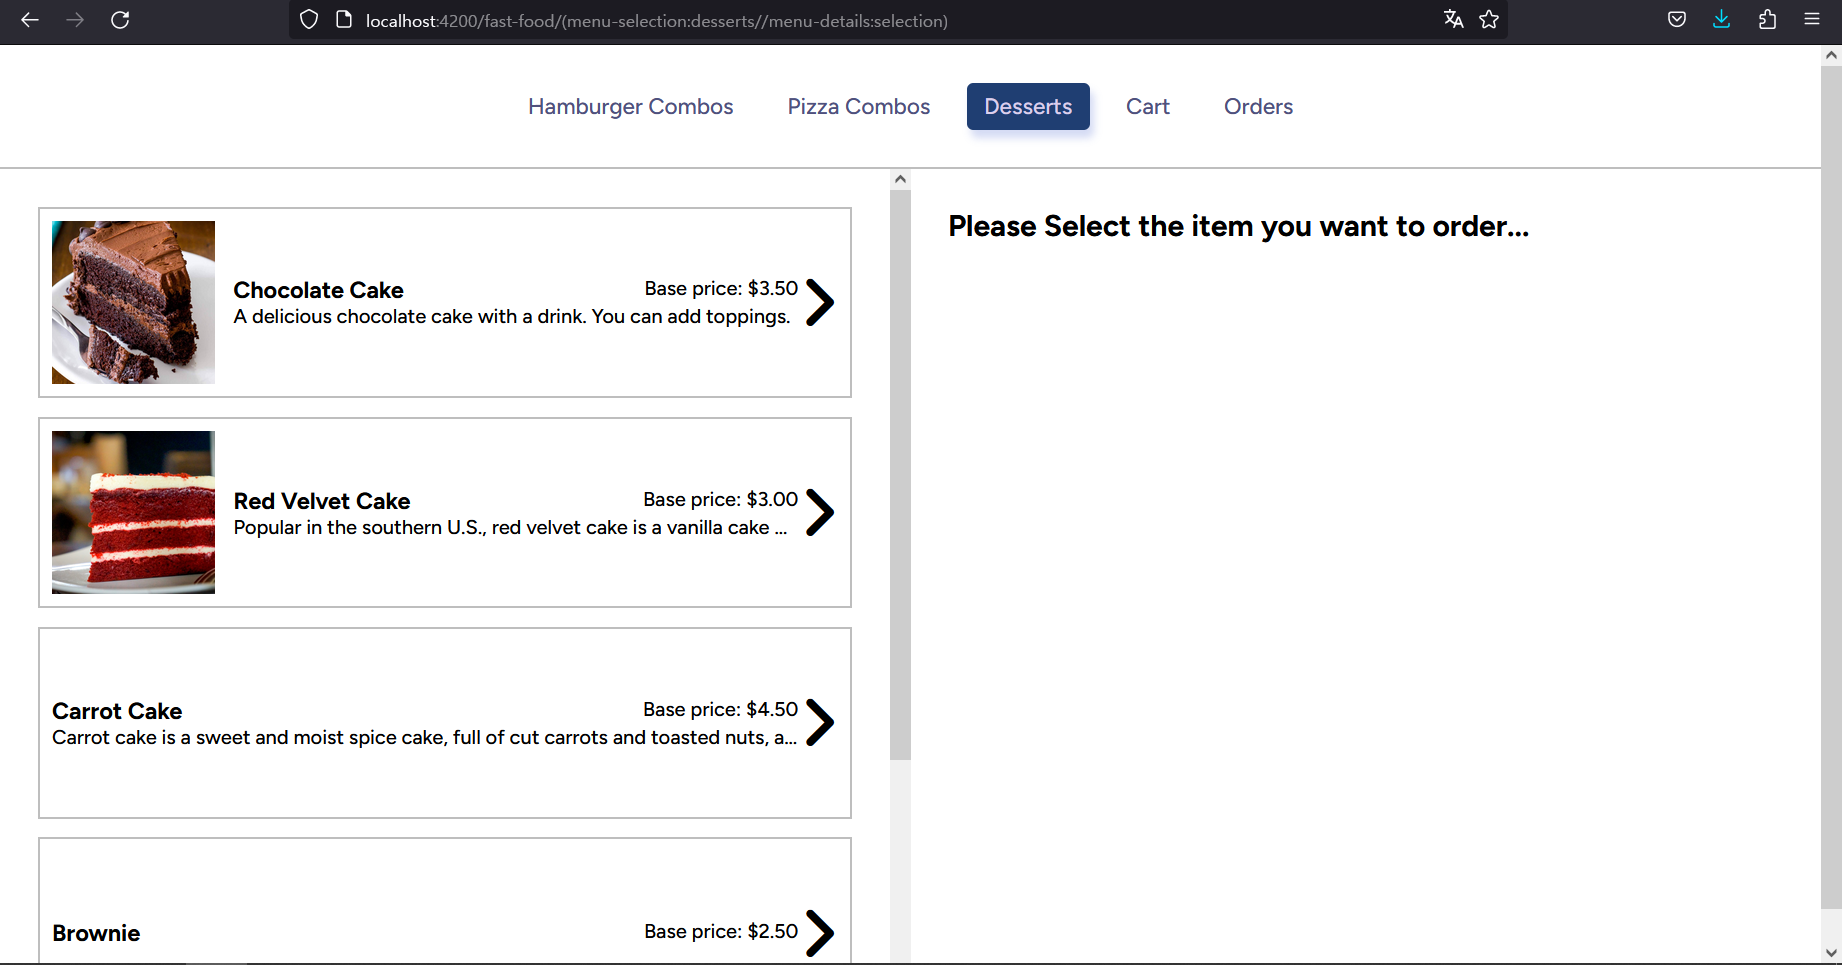 localhost:4200/fast-food/(menu-selection:desserts//menu-details:selection)
Hamburger Combos Pizza Combos Desserts Cart Orders
Please Select the item you want to order...
Chocolate Cake Base price: $3.50
A delicious chocolate cake with a drink. You can add toppings.
Red Velvet Cake Base price: $3.00
Popular in the southern U.S., red velvet cake is a vanilla cake ...
Carrot Cake Base price: $4.50
Carrot cake is a sweet and moist spice cake, full of cut carrots and toasted nuts, a...
Brownie Base price: $2.50